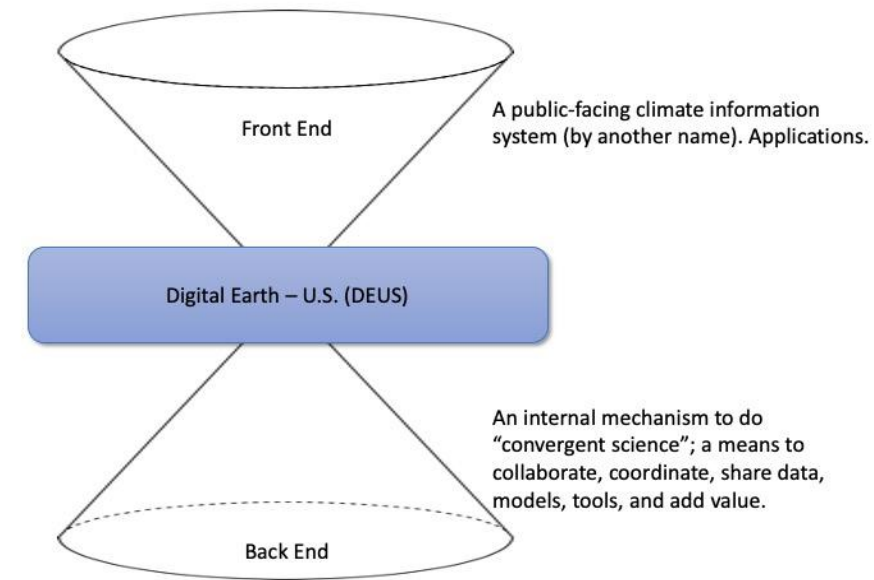 Front End
A public-facing climate information
system (by another name). Applications.
Digital Earth – U.S. (DEUS)
An internal mechanism to do
“convergent science”; a means to
collaborate, coordinate, share data,
models, tools, and add value.
Back End